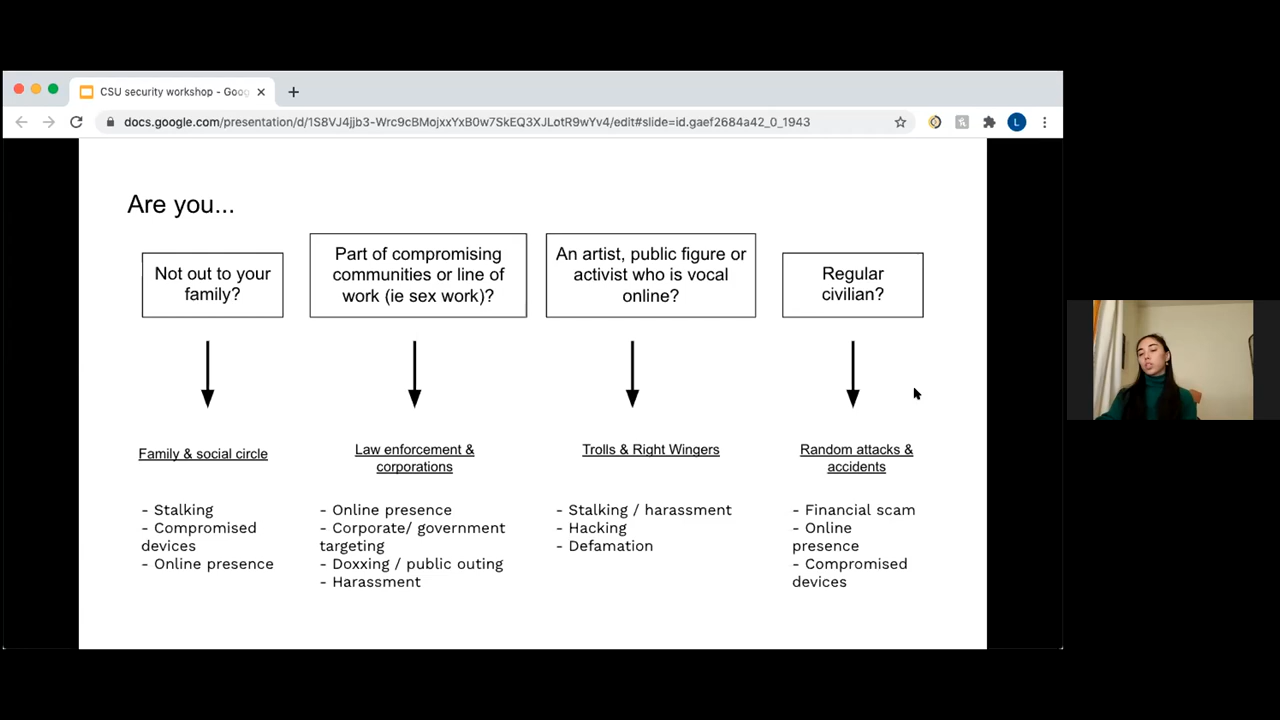 CSU security workshop - Goog
docs.google.com/presentation/d/1S8VJ4jjb3-Wrc9cBMojxxYxB0w7SkEQ3XJLotR9wYv4/edit#slide=id.gaef2684a42_0_1943
L
Are you...
Not out to your
family?
Part of compromising
communities or line of
work (ie sex work)?
An artist, public figure or
activist who is vocal
online?
Regular
civilian?
Family & social circle
- Stalking
- Compromised
devices
- Online presence
Law enforcement &
corporations
- Online presence
- Corporate/ government
targeting
- Doxxing / public outing
- Harassment
Trolls & Right Wingers
- Stalking / harassment
- Hacking
- Defamation
Random attacks &
accidents
- Financial scam
- Online
presence
- Compromised
devices